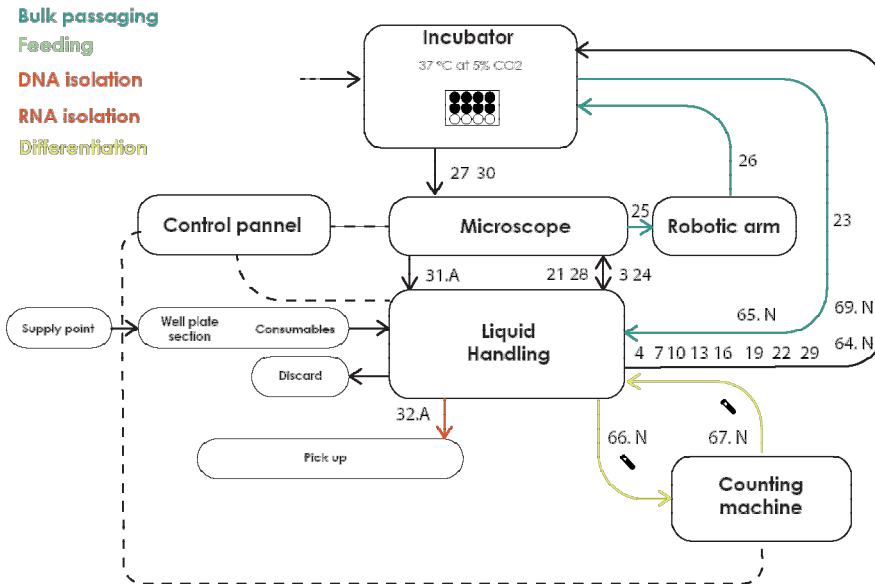 Bulk passaging
Feeding
DNA isolation
RNA isolation
Differentiation
Incubator
37 ºC at 5% CO2
27 30
26
23
Control pannel
Microscope
25
Robotic arm
31.A
21 28
3 24
65. N
69. N
64. N
Supply point
Well plate
section
Consumables
Liquid
Handling
4 7 10 13 16 19 22 29
Discard
32.A
Pick up
66. N
67. N
Counting
machine